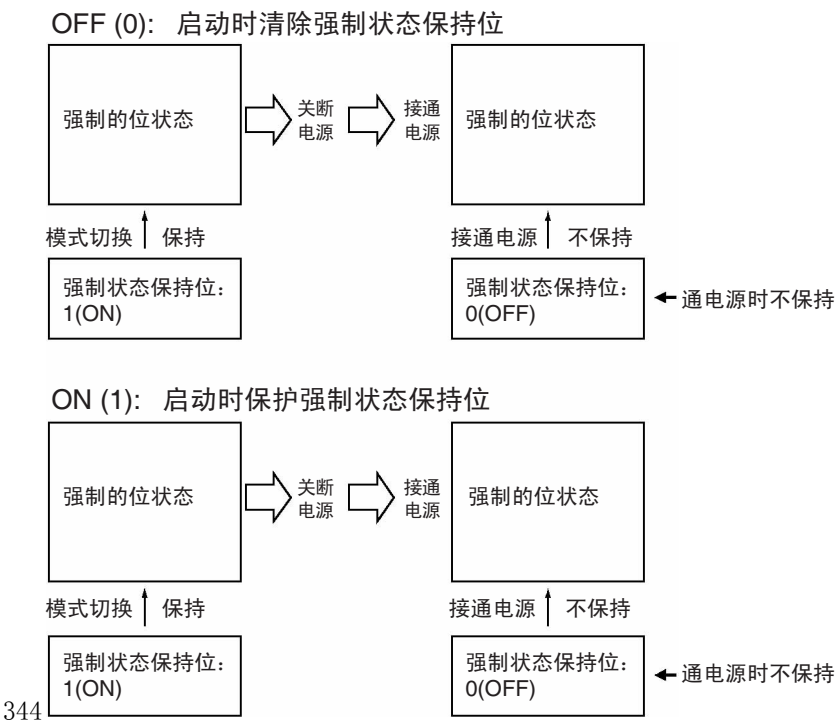 OFF (0): 启动时清除强制状态保持位
强制的位状态
关断
电源
接通
电源
强制的位状态
模式切换 保持
接通电源 不保持
强制状态保持位：
1(ON)
强制状态保持位：
0(OFF)
通电源时不保持
ON (1): 启动时保护强制状态保持位
强制的位状态
关断
电源
接通
电源
强制的位状态
模式切换 保持
接通电源 不保持
强制状态保持位：
1(ON)
强制状态保持位：
0(OFF)
通电源时不保持
344